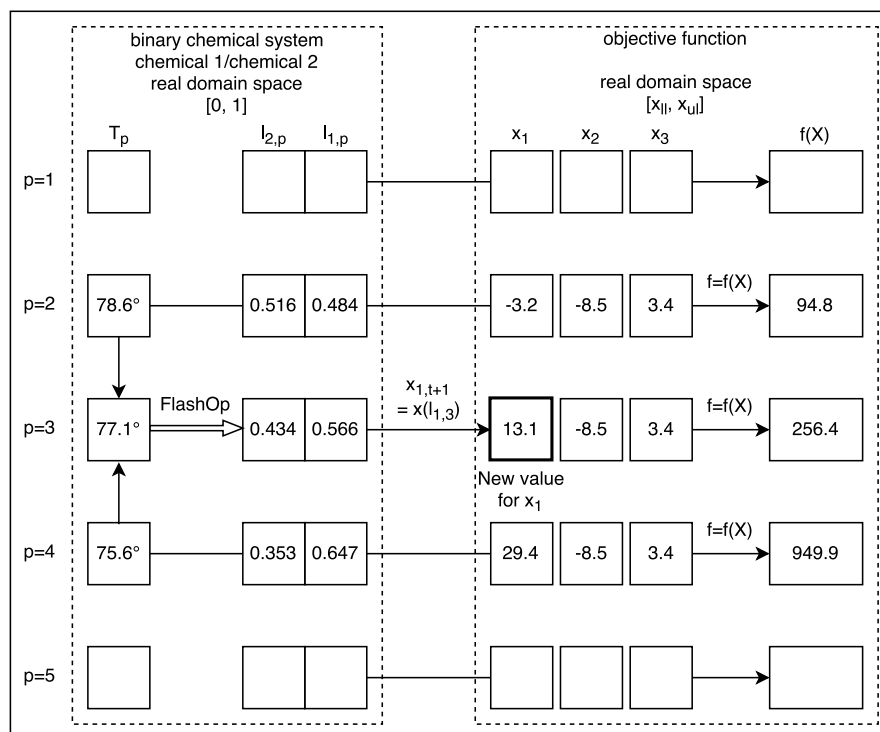 binary chemical system
chemical 1/chemical 2
real domain space
[0, 1]
objective function
real domain space
[x_ll, x_ul]
T_p l_2,p l_1,p x_1 x_2 x_3 f(X)
p=1
p=2 78.6° 0.516 0.484 -3.2 -8.5 3.4 f=f(X) 94.8
FlashOp
x_1,t+1
= x(l_1,3)
p=3 77.1° 0.434 0.566 13.1 -8.5 3.4 f=f(X) 256.4
New value
for x_1
p=4 75.6° 0.353 0.647 29.4 -8.5 3.4 f=f(X) 949.9
p=5